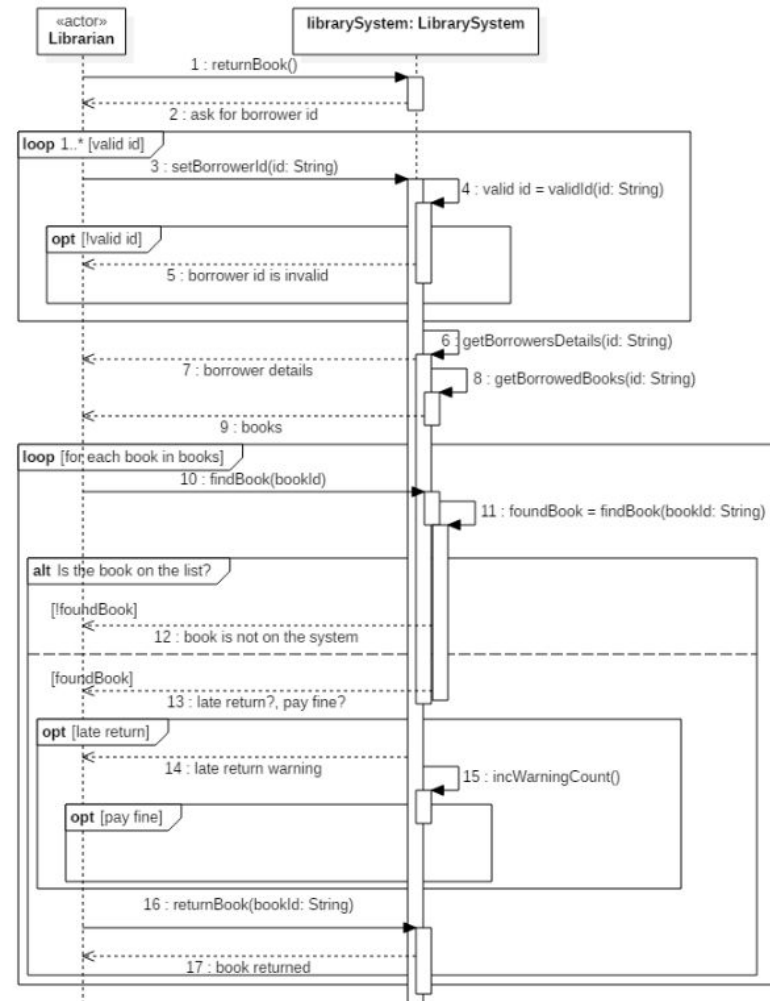 «actor»
Librarian
librarySystem: LibrarySystem
1 : returnBook()
2 : ask for borrower id
loop 1..* [valid id]
3 : setBorrowerId(id: String)
4 : valid id = validId(id: String)
opt [!valid id]
5 : borrower id is invalid
6 : getBorrowersDetails(id: String)
7 : borrower details
8 : getBorrowedBooks(id: String)
9 : books
loop [for each book in books]
10 : findBook(bookId)
11 : foundBook = findBook(bookId: String)
alt Is the book on the list?
[!foundBook]
12 : book is not on the system
[foundBook]
13 : late return?, pay fine?
opt [late return]
14 : late return warning
15 : incWarningCount()
opt [pay fine]
16 : returnBook(bookId: String)
17 : book returned